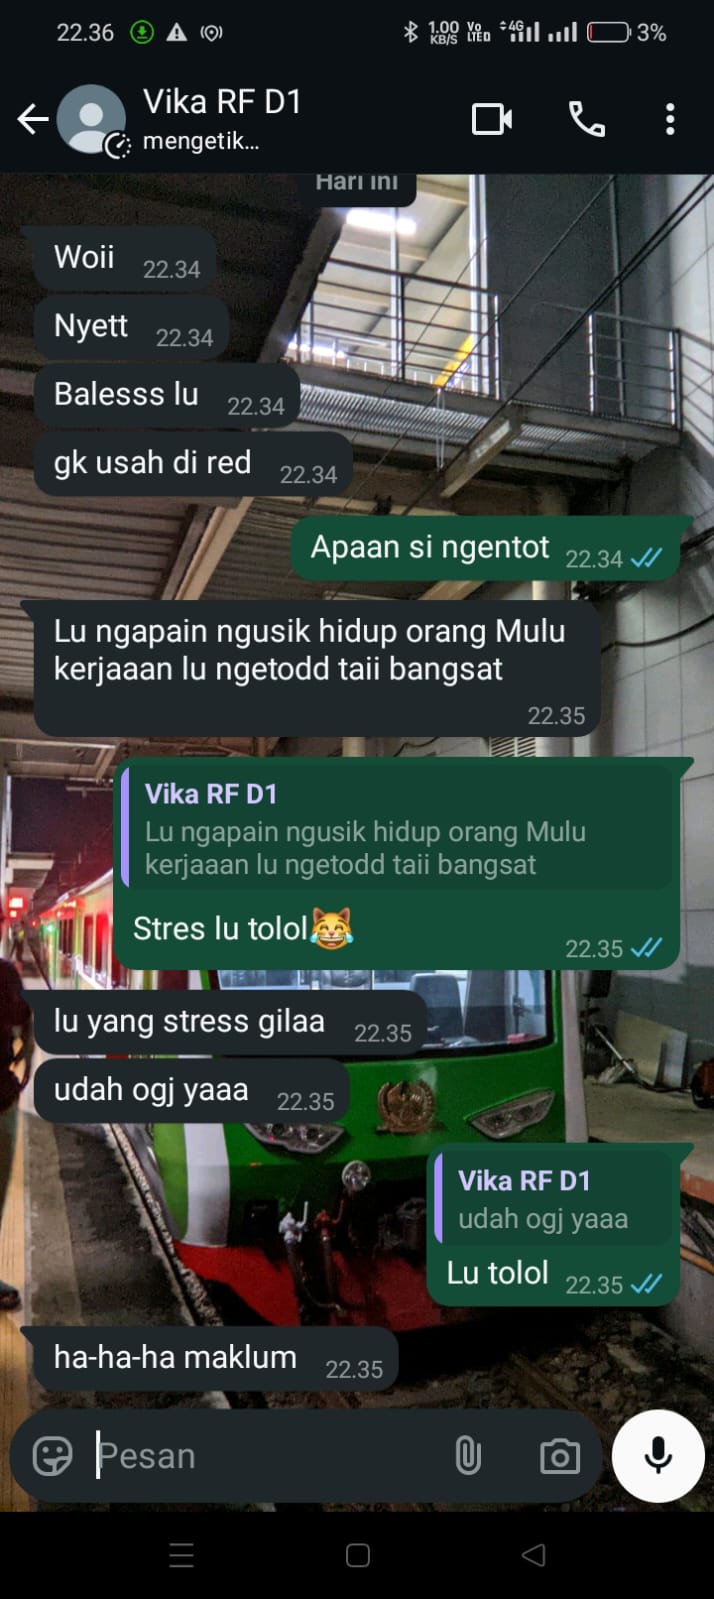 22.36
1.00 KB/S
Vo LTED
4G
3%
Vika RF D1
mengetik...
Hari ini
Woii 22.34
Nyett 22.34
Balesss lu 22.34
gk usah di red 22.34
Apaan si ngentot 22.34
Lu ngapain ngusik hidup orang Mulu
kerjaaan lu ngetodd taii bangsat
22.35
Vika RF D1
Lu ngapain ngusik hidup orang Mulu
kerjaaan lu ngetodd taii bangsat
Stres lu tolol😹
22.35
lu yang stress gilaa 22.35
udah ogj yaaa 22.35
Vika RF D1
udah ogj yaaa
Lu tolol 22.35
ha-ha-ha maklum 22.35
Pesan